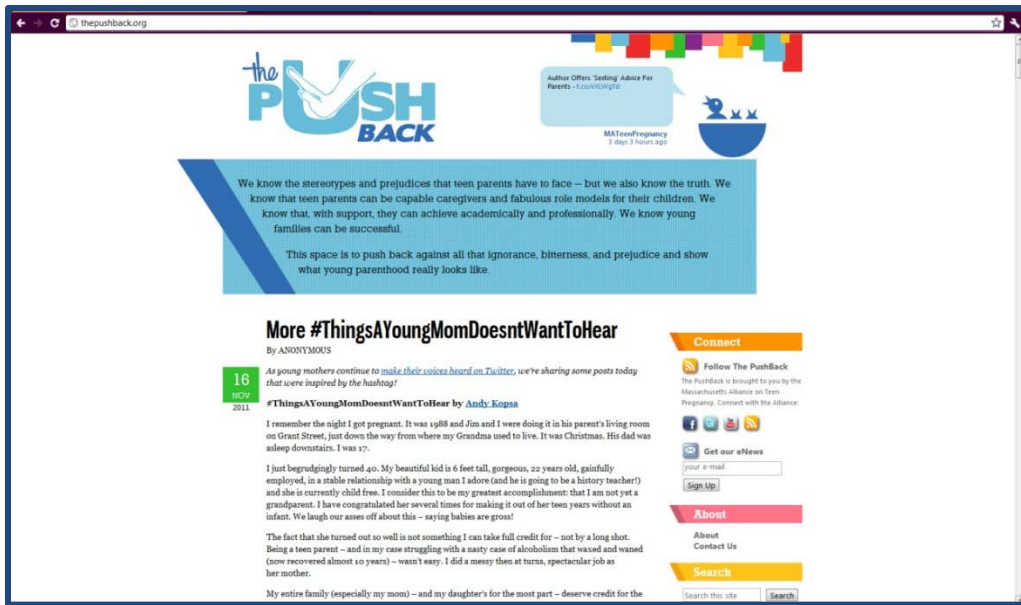 thepushback.org
the
PUSH
BACK
Author Offers 'Sexting' Advice For
Parents -
MATeenPregnancy
3 days 3 hours ago
We know the stereotypes and prejudices that teen parents have to face – but we also know the truth. We
know that teen parents can be capable caregivers and fabulous role models for their children. We
know that, with support, they can achieve academically and professionally. We know young
families can be successful.
This space is to push back against all that ignorance, bitterness, and prejudice and show
what young parenthood really looks like.
More #ThingsAYoungMomDoesntWantToHear
By ANONYMOUS
16
NOV
2011
As young mothers continue to make their voices heard on Twitter, we're sharing some posts today
that were inspired by the hashtag!
#ThingsAYoungMomDoesntWantToHear by Andy Kopsa
I remember the night I got pregnant. It was 1988 and Jim and I were doing it in his parent's living room
on Grant Street, just down the way from where my Grandma used to live. It was Christmas. His dad was
asleep downstairs. I was 17.
I just begrudgingly turned 40. My beautiful kid is 6 feet tall, gorgeous, 22 years old, gainfully
employed, in a stable relationship with a young man I adore (and he is going to be a history teacher!)
and she is currently child free. I consider this to be my greatest accomplishment: that I am not yet a
grandparent. I have congratulated her several times for making it out of her teen years without an
infant. We laugh our asses off about this – saying babies are gross!
The fact that she turned out so well is not something I can take full credit for – not by a long shot.
Being a teen parent – and in my case struggling with a nasty case of alcoholism that waxed and waned
(now recovered almost 10 years) – wasn't easy. I did a messy then at turns, spectacular job as
her mother.
My entire family (especially my mom) – and my daughter's for the most part – deserve credit for the
Connect
Follow The PushBack
The PushBack is brought to you by the
Massachusetts Alliance on Teen
Pregnancy. Connect with the Alliance:
Get our eNews
your e-mail
Sign Up
About
About
Contact Us
Search
Search this site
Search